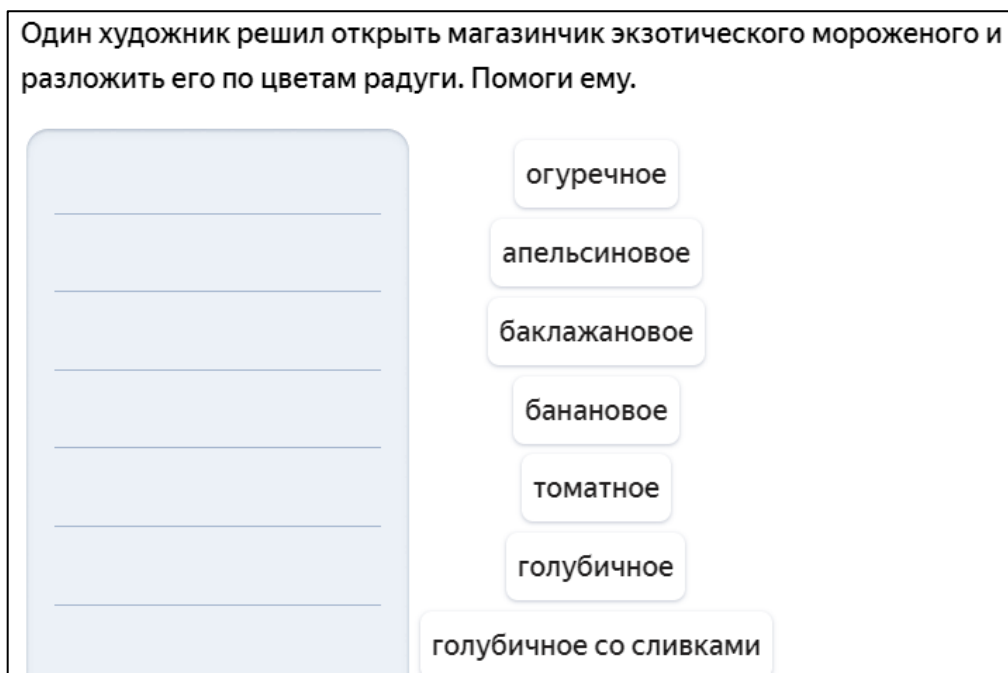 Один художник решил открыть магазинчик экзотического мороженого и
разложить его по цветам радуги. Помоги ему.
огуречное
апельсиновое
баклажановое
банановое
томатное
голубичное
голубичное со сливками